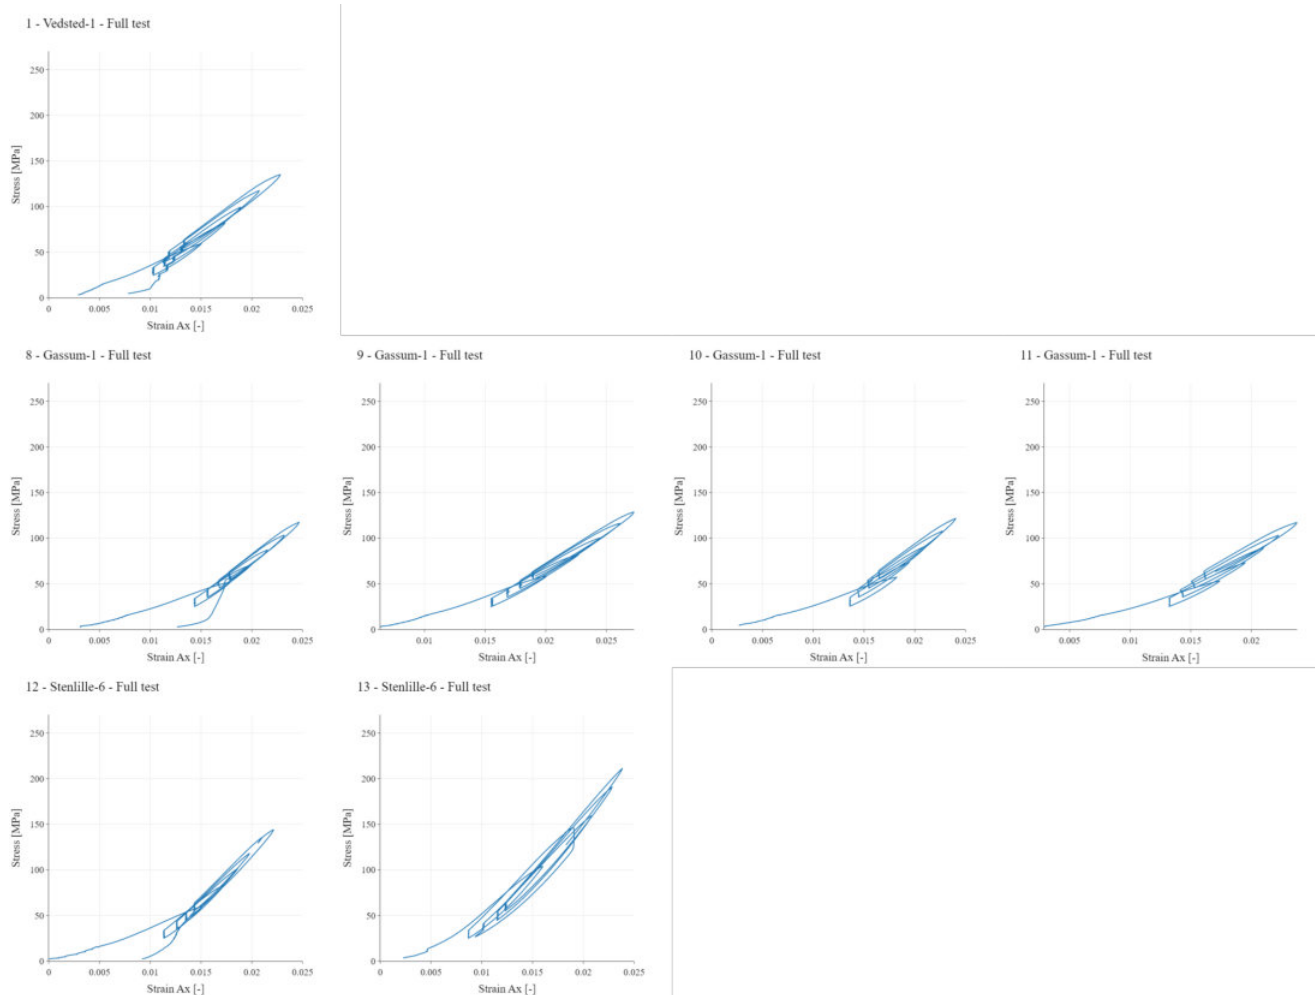 1 - Vedsted-1 - Full test
250
200
150
100
50
0
Stress [MPa]
0 0.005 0.01 0.015 0.02 0.025
Strain Ax [-]
8 - Gassum-1 - Full test
250
200
150
100
50
0
Stress [MPa]
0 0.005 0.01 0.015 0.02 0.025
Strain Ax [-]
9 - Gassum-1 - Full test
250
200
150
100
50
0
Stress [MPa]
0.01 0.015 0.02 0.025
Strain Ax [-]
10 - Gassum-1 - Full test
250
200
150
100
50
0
Stress [MPa]
0 0.005 0.01 0.015 0.02 0.025
Strain Ax [-]
11 - Gassum-1 - Full test
250
200
150
100
50
0
Stress [MPa]
0.005 0.01 0.015 0.02
Strain Ax [-]
12 - Stenlille-6 - Full test
250
200
150
100
50
0
Stress [MPa]
0 0.005 0.01 0.015 0.02 0.025
Strain Ax [-]
13 - Stenlille-6 - Full test
250
200
150
100
50
0
Stress [MPa]
0 0.005 0.01 0.015 0.02 0.025
Strain Ax [-]